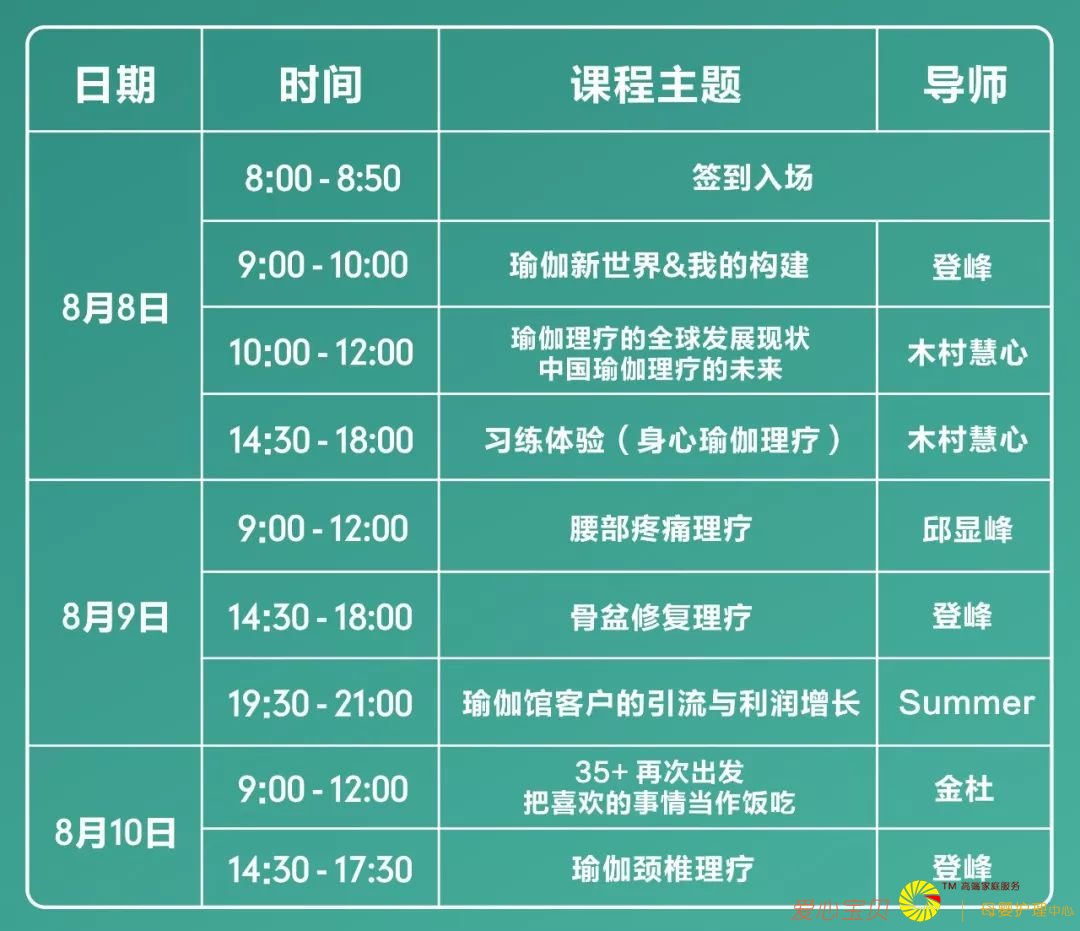 日期 时间 课程主题 导师
8月8日
8:00 - 8:50 签到入场
9:00 - 10:00 瑜伽新世界&我的构建 登峰
10:00 - 12:00 瑜伽理疗的全球发展现状
中国瑜伽理疗的未来 木村慧心
14:30 - 18:00 习练体验（身心瑜伽理疗） 木村慧心
8月9日
9:00 - 12:00 腰部疼痛理疗 邱显峰
14:30 - 18:00 骨盆修复理疗 登峰
19:30 - 21:00 瑜伽馆客户的引流与利润增长 Summer
8月10日
9:00 - 12:00 35+ 再次出发
把喜欢的事情当作饭吃 金杜
14:30 - 17:30 瑜伽颈椎理疗 登峰
TM 高端家庭服务
爱心宝贝 | 母婴护理中心